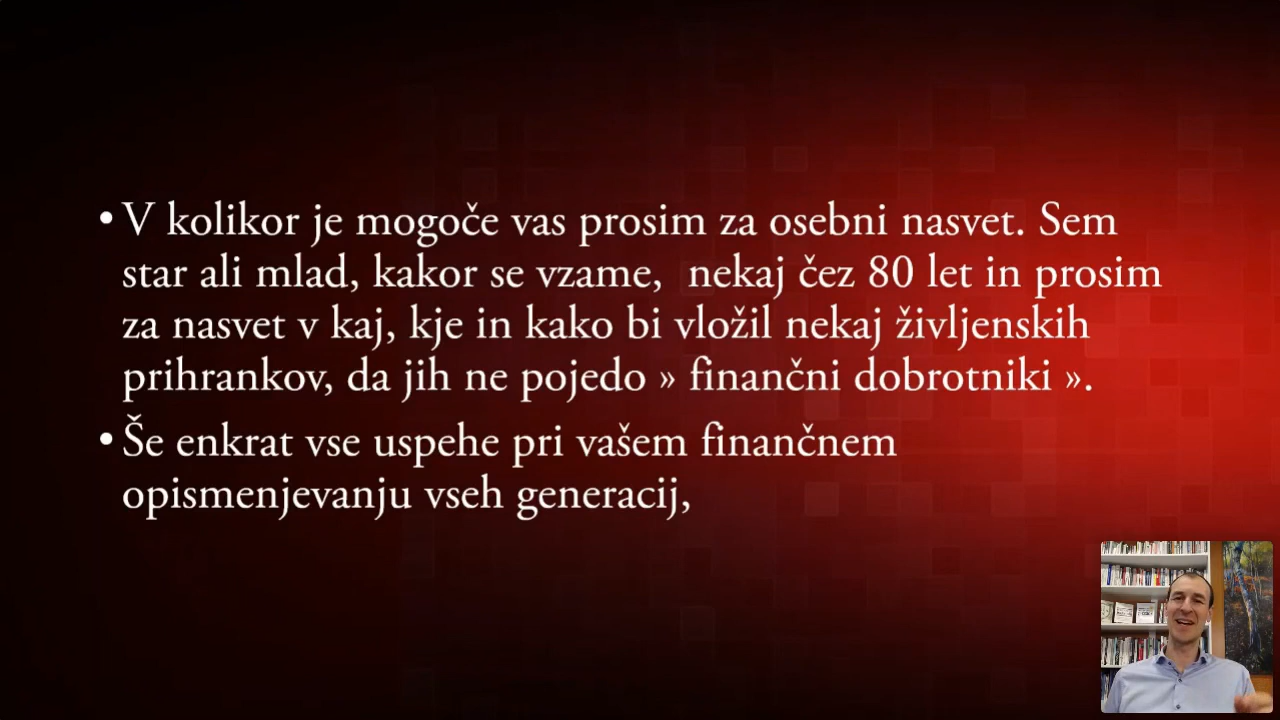 • V kolikor je mogoče vas prosim za osebni nasvet. Sem
star ali mlad, kakor se vzame,  nekaj čez 80 let in prosim
za nasvet v kaj, kje in kako bi vložil nekaj življenskih
prihrankov, da jih ne pojedo » finančni dobrotniki ».
• Še enkrat vse uspehe pri vašem finančnem
opismenjevanju vseh generacij,